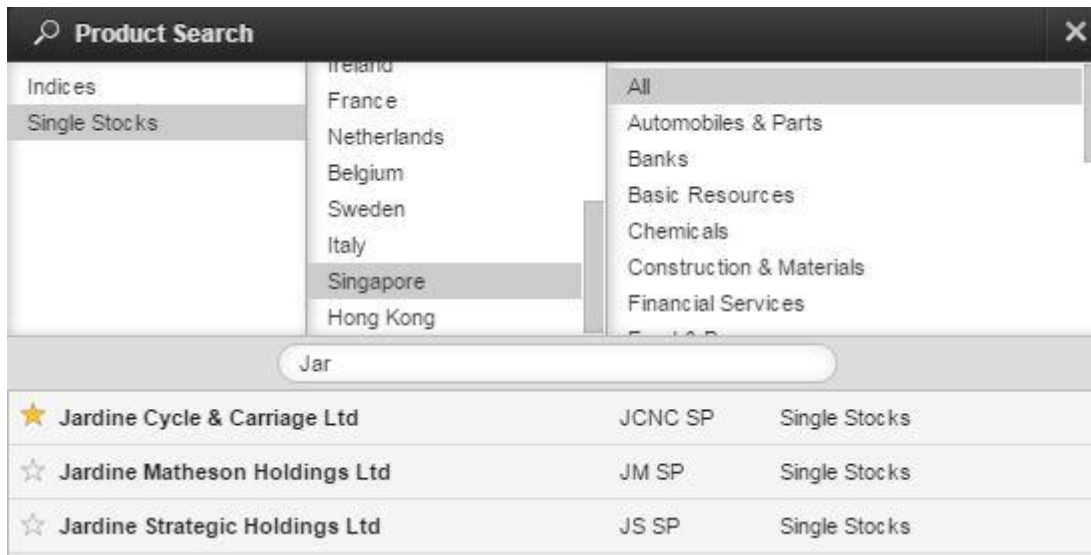 Product Search
Indices
Single Stocks
Ireland
France
Netherlands
Belgium
Sweden
Italy
Singapore
Hong Kong
All
Automobiles & Parts
Banks
Basic Resources
Chemicals
Construction & Materials
Financial Services
Jar
Jardine Cycle & Carriage Ltd JCNC SP Single Stocks
Jardine Matheson Holdings Ltd JM SP Single Stocks
Jardine Strategic Holdings Ltd JS SP Single Stocks